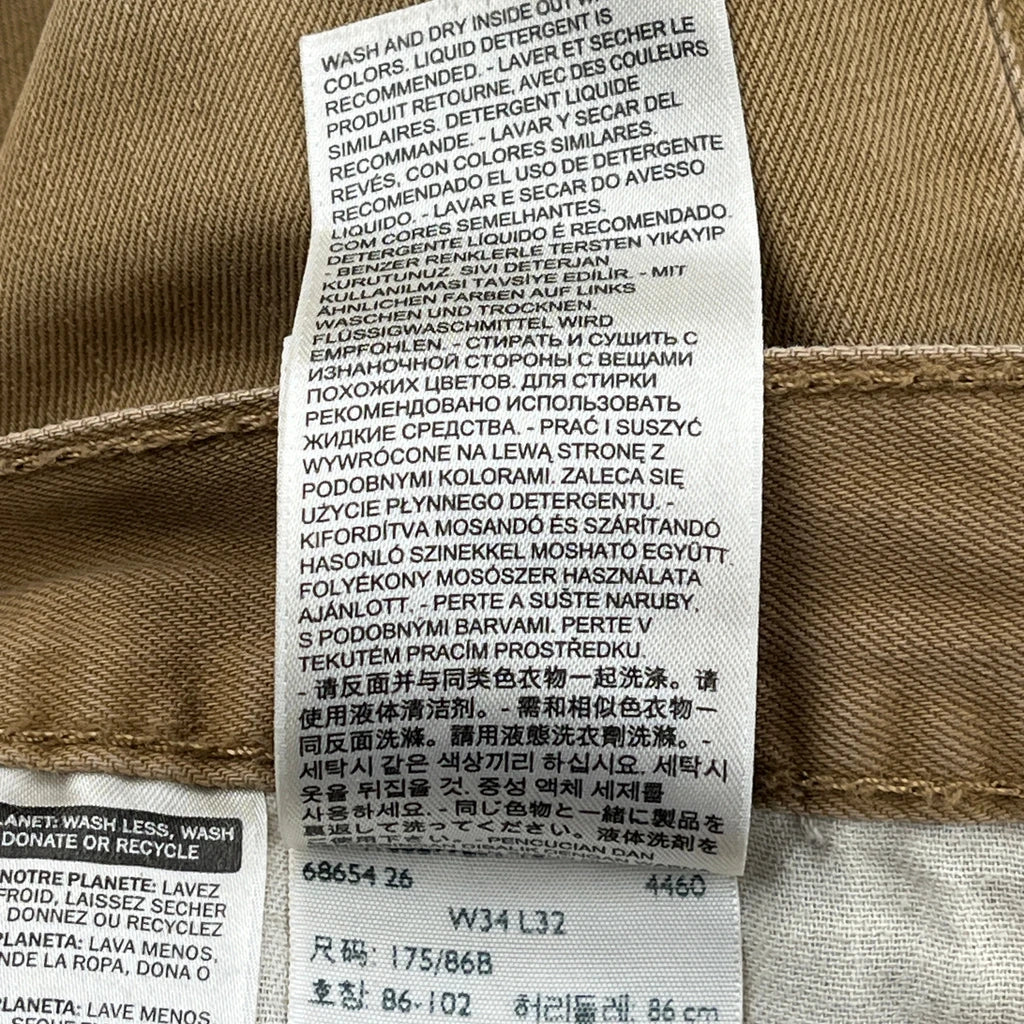 WASH AND DRY INSIDE OUT
COLORS. LIQUID DETERGENT IS
RECOMMENDED. - LAVER ET SECHER LE
PRODUIT RETOURNE, AVEC DES COULEURS
SIMILAIRES. DETERGENT LIQUIDE
RECOMMANDE. - LAVAR Y SECAR DEL
REVÉS, CON COLORES SIMILARES.
RECOMENDADO EL USO DE DETERGENTE
LIQUIDO. - LAVAR E SECAR DO AVESSO
COM CORES SEMELHANTES.
DETERGENTE LÍQUIDO É RECOMENDADO.
- BENZER RENKLERLE TERSTEN YIKAYIP
KURUTUNUZ. SIVI DETERJAN
KULLANILMASI TAVSİYE EDİLİR. - MIT
ÄHNLICHEN FARBEN AUF LINKS
WASCHEN UND TROCKNEN.
FLÜSSIGWASCHMITTEL WIRD
EMPFOHLEN. - СТИРАТЬ И СУШИТЬ С
ИЗНАНОЧНОЙ СТОРОНЫ С ВЕЩАМИ
ПОХОЖИХ ЦВЕТОВ. ДЛЯ СТИРКИ
РЕКОМЕНДОВАНО ИСПОЛЬЗОВАТЬ
ЖИДКИЕ СРЕДСТВА. - PRAĆ I SUSZYĆ
WYWRÓCONE NA LEWĄ STRONĘ Z
PODOBNYMI KOLORAMI. ZALECA SIĘ
UŻYCIE PŁYNNEGO DETERGENTU. -
KIFORDÍTVA MOSANDÓ ÉS SZÁRÍTANDÓ
HASONLÓ SZINEKKEL MOSHATÓ EGYÜTT.
FOLYÉKONY MOSÓSZER HASZNÁLATA
AJÁNLOTT. - PERTE A SUŠTE NARUBY,
S PODOBNÝMI BARVAMI. PERTE V
TEKUTÉM PRACÍM PROSTŘEDKU.
- 请反面并与同类色衣物一起洗涤。请
使用液体清洁剂。- 需和相似色衣物一
同反面洗滌。請用液態洗衣劑洗滌。-
세탁시 같은 색상끼리 하십시요. 세탁시
옷을 뒤집을 것. 중성 액체 세제를
사용하세요. - 同じ色物と一緒に製品を
裏返して洗ってください。液体洗剤を
PENCUCIAN DAN
LANET: WASH LESS, WASH
DONATE OR RECYCLE
NOTRE PLANETE: LAVEZ
FROID, LAISSEZ SECHER
DONNEZ OU RECYCLEZ
PLANETA: LAVA MENOS,
NDE LA ROPA, DONA O
LANETA: LAVE MENOS
68654 26 4460
W34 L32
尺码: 175/86B
호칭: 86-102 허리둘레: 86 cm